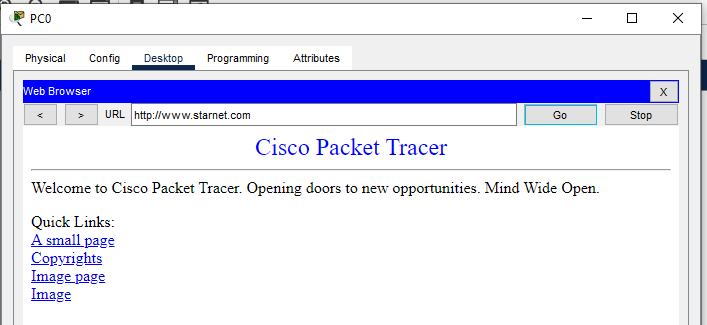 PC0
Physical Config Desktop Programming Attributes
Web Browser X
< > URL http://www.starnet.com Go Stop
Cisco Packet Tracer
Welcome to Cisco Packet Tracer. Opening doors to new opportunities. Mind Wide Open.
Quick Links:
A small page
Copyrights
Image page
Image